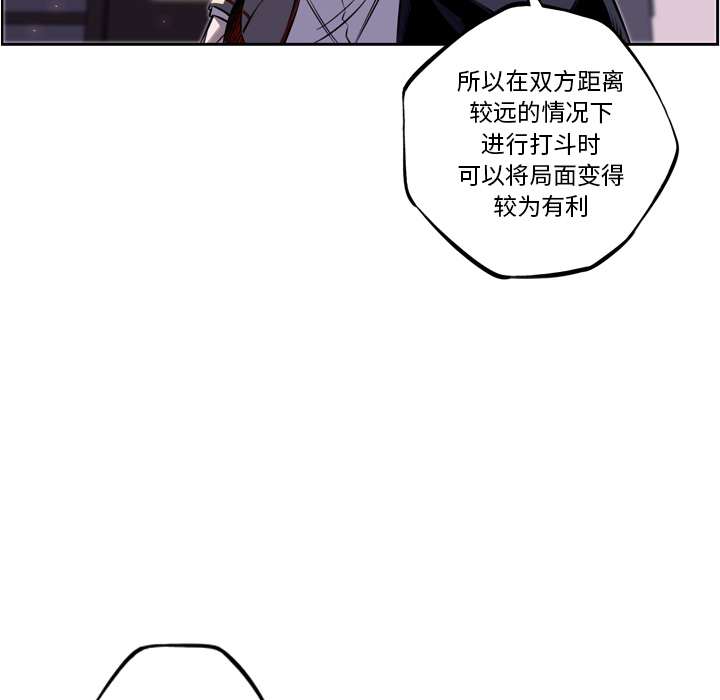 所以在双方距离
较远的情况下
进行打斗时
可以将局面变得
较为有利